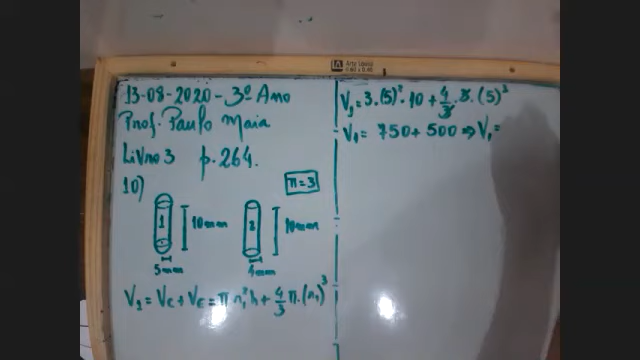 13-08-2020 - 3º Ano
Prof. Paulo Maia
Livro 3 p. 264.
10)
π = 3
1
10mm
5mm
2
10mm
4mm
V₁ = Vc + Vε = π r₁² h + 4/3 π . (r₁)³
V₁ = 3 . (5)² . 10 + 4/3 . 3 . (5)³
V₁ = 750 + 500 ⇒ V₁ =